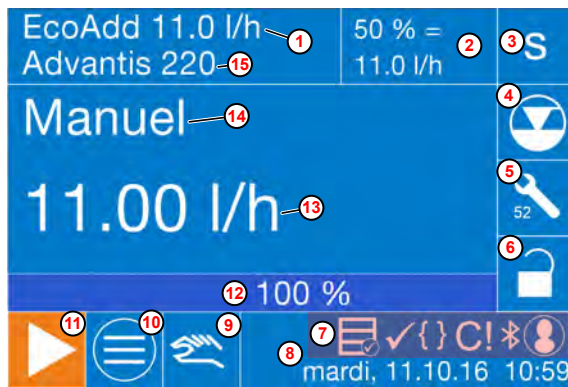 EcoAdd 11.0 l/h 1
Advantis 220 15
50 % = 2
11.0 l/h
3 S
4
Manuel 14
5
52
11.00 l/h 13
6
12 100 %
11 10 9
7 { } C!
8 mardi, 11.10.16 10:59